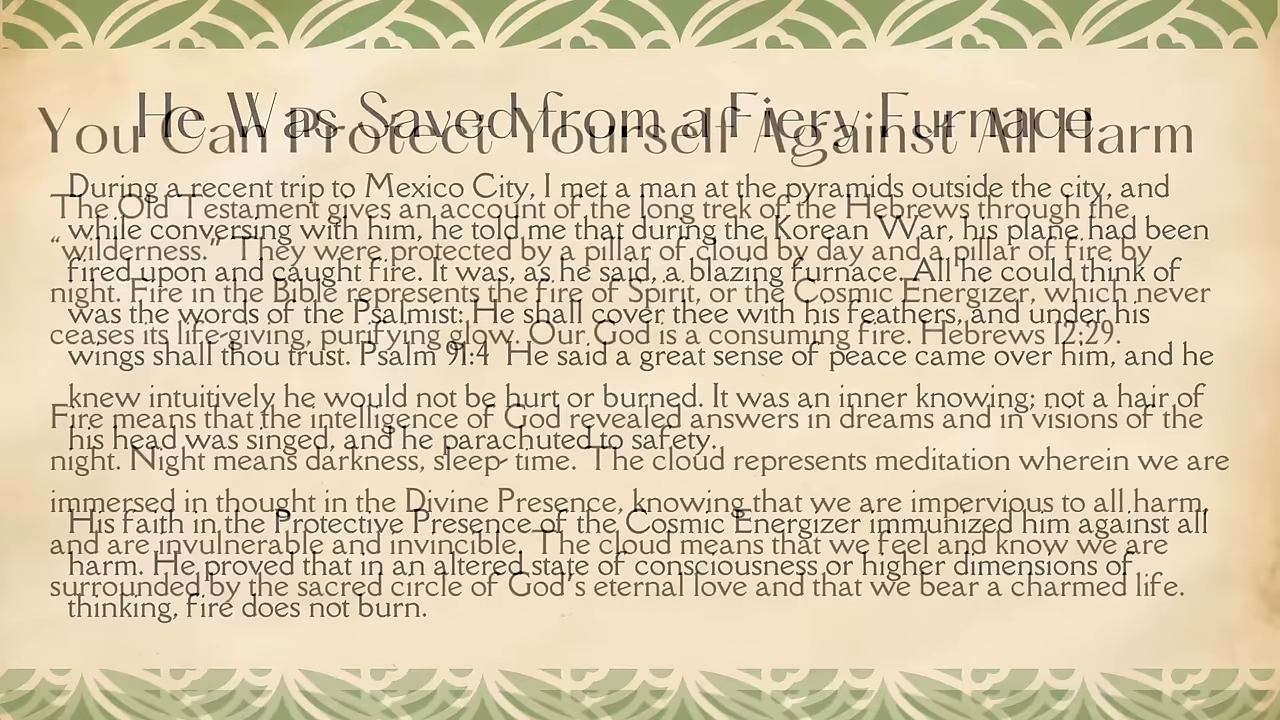 He Was Saved from a Fiery Furnace
During a recent trip to Mexico City, I met a man at the pyramids outside the city, and
while conversing with him, he told me that during the Korean War, his plane had been
fired upon and caught fire. It was, as he said, a blazing furnace. All he could think of
was the words of the Psalmist: He shall cover thee with his feathers, and under his
wings shall thou trust. Psalm 91:4 He said a great sense of peace came over him, and he
knew intuitively he would not be hurt or burned. It was an inner knowing; not a hair of
his head was singed, and he parachuted to safety.
His faith in the Protective Presence of the Cosmic Energizer immunized him against all
harm. He proved that in an altered state of consciousness or higher dimensions of
thinking, fire does not burn.
You Can Protect Yourself Against All Harm
The Old Testament gives an account of the long trek of the Hebrews through the
“wilderness.” They were protected by a pillar of cloud by day and a pillar of fire by
night. Fire in the Bible represents the fire of Spirit, or the Cosmic Energizer, which never
ceases its life-giving, purifying glow. Our God is a consuming fire. Hebrews 12:29.
Fire means that the intelligence of God revealed answers in dreams and in visions of the
night. Night means darkness, sleep- time. The cloud represents meditation wherein we are
immersed in thought in the Divine Presence, knowing that we are impervious to all harm,
and are invulnerable and invincible. The cloud means that we feel and know we are
surrounded by the sacred circle of God's eternal love and that we bear a charmed life.